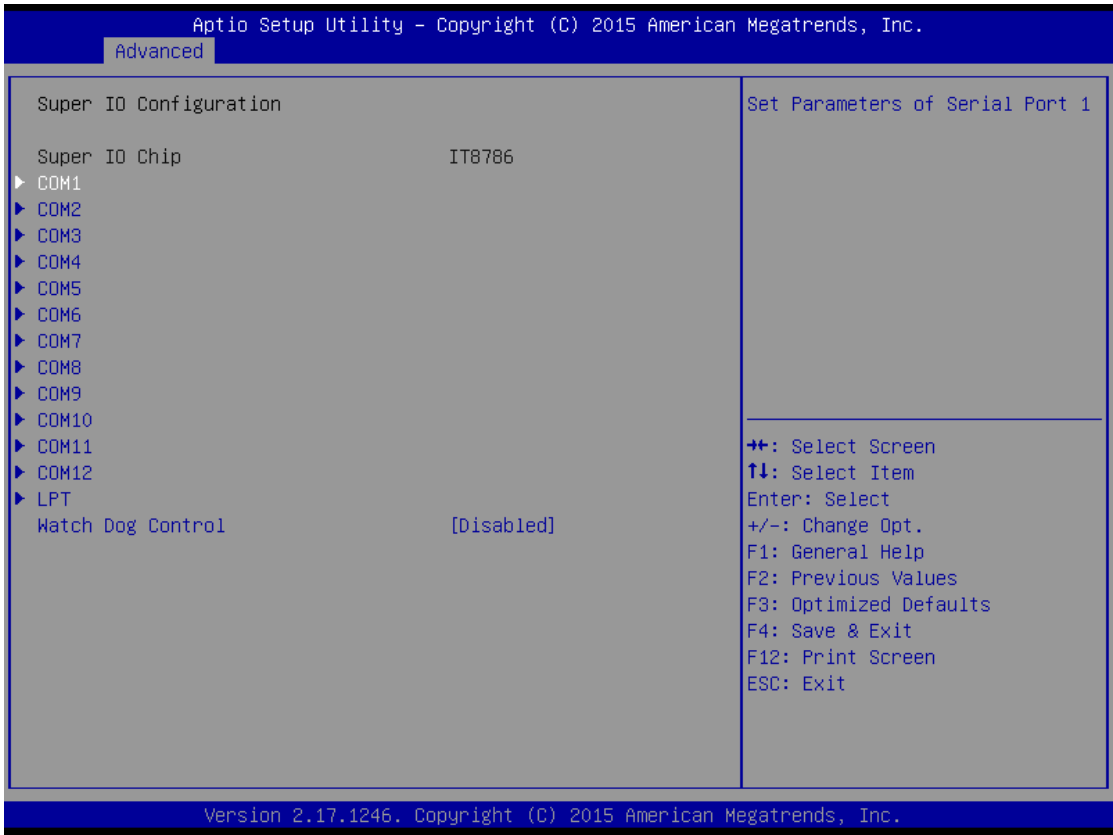 Aptio Setup Utility – Copyright (C) 2015 American Megatrends, Inc.
Advanced
Super IO Configuration
Super IO Chip IT8786
► COM1
► COM2
► COM3
► COM4
► COM5
► COM6
► COM7
► COM8
► COM9
► COM10
► COM11
► COM12
► LPT
Watch Dog Control [Disabled]
Set Parameters of Serial Port 1
→←: Select Screen
↑↓: Select Item
Enter: Select
+/-: Change Opt.
F1: General Help
F2: Previous Values
F3: Optimized Defaults
F4: Save & Exit
F12: Print Screen
ESC: Exit
Version 2.17.1246. Copyright (C) 2015 American Megatrends, Inc.